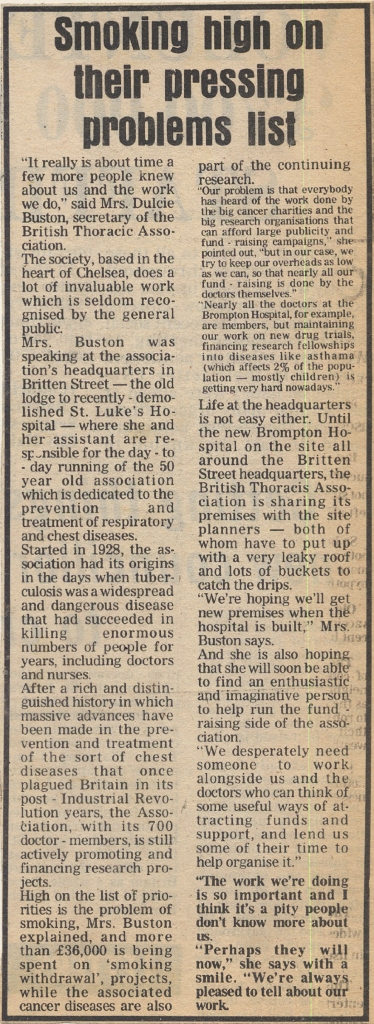 Smoking high on
their pressing
problems list
"It really is about time a
few more people knew
about us and the work
we do," said Mrs. Dulcie
Buston, secretary of the
British Thoracic Asso-
ciation.
The society, based in the
heart of Chelsea, does a
lot of invaluable work
which is seldom reco-
gnised by the general
public.
Mrs. Buston was
speaking at the associa-
tion's headquarters in
Britten Street — the old
lodge to recently - demo-
lished St. Luke's Ho-
spital — where she and
her assistant are re-
sponsible for the day - to
- day running of the 50
year old association
which is dedicated to the
prevention and
treatment of respiratory
and chest diseases.
Started in 1928, the as-
sociation had its origins
in the days when tuber-
culosis was a widespread
and dangerous disease
that had succeeded in
killing enormous
numbers of people for
years, including doctors
and nurses.
After a rich and distin-
guished history in which
massive advances have
been made in the pre-
vention and treatment
of the sort of chest
diseases that once
plagued Britain in its
post - Industrial Revo-
lution years, the Asso-
ciation, with its 700
doctor - members, is still
actively promoting and
financing research pro-
jects.
High on the list of prio-
rities is the problem of
smoking, Mrs. Buston
explained, and more
than £36,000 is being
spent on 'smoking
withdrawal', projects,
while the associated
cancer diseases are also
part of the continuing
research.
"Our problem is that everybody
has heard of the work done by
the big cancer charities and the
big research organisations that
can afford large publicity and
fund - raising campaigns," she
pointed out, "but in our case, we
try to keep our overheads as low
as we can, so that nearly all our
fund - raising is done by the
doctors themselves."
"Nearly all the doctors at the
Brompton Hospital, for example,
are members, but maintaining
our work on new drug trials,
financing research fellowships
into diseases like asthama
(which affects 2% of the popu-
lation — mostly children) is
getting very hard nowadays."
Life at the headquarters
is not easy either. Until
the new Brompton Ho-
spital on the site all
around the Britten
Street headquarters, the
British Thoracis Asso-
ciation is sharing its
premises with the site
planners — both of
whom have to put up
with a very leaky roof
and lots of buckets to
catch the drips.
"We're hoping we'll get
new premises when the
hospital is built," Mrs.
Buston says.
And she is also hoping
that she will soon be able
to find an enthusiastic
and imaginative person
to help run the fund -
raising side of the asso-
ciation.
"We desperately need
someone to work
alongside us and the
doctors who can think of
some useful ways of at-
tracting funds and
support, and lend us
some of their time to
help organise it."
"The work we're doing
is so important and I
think it's a pity people
don't know more about
us.
"Perhaps they will
now," she says with a
smile. "We're always
pleased to tell about our
work.